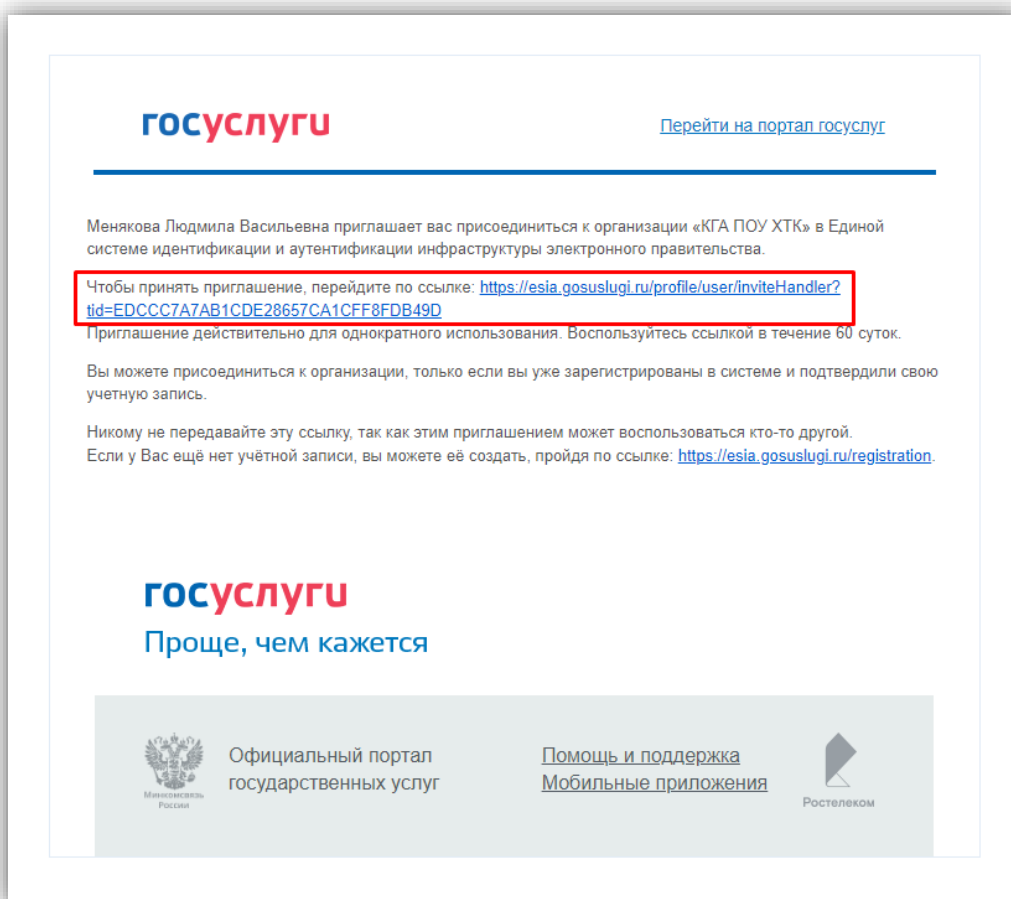 госуслуги
Перейти на портал госуслуг
Менякова Людмила Васильевна приглашает вас присоединиться к организации «КГА ПОУ ХТК» в Единой
системе идентификации и аутентификации инфраструктуры электронного правительства.
Чтобы принять приглашение, перейдите по ссылке: https://esia.gosuslugi.ru/profile/user/inviteHandler?
tid=EDCCC7A7AB1CDE28657CA1CFF8FDB49D
Приглашение действительно для однократного использования. Воспользуйтесь ссылкой в течение 60 суток.
Вы можете присоединиться к организации, только если вы уже зарегистрированы в системе и подтвердили свою
учетную запись.
Никому не передавайте эту ссылку, так как этим приглашением может воспользоваться кто-то другой.
Если у Вас ещё нет учётной записи, вы можете её создать, пройдя по ссылке: https://esia.gosuslugi.ru/registration.
госуслуги
Проще, чем кажется
Официальный портал
государственных услуг
Помощь и поддержка
Мобильные приложения
Минкомсвязь
России
Ростелеком